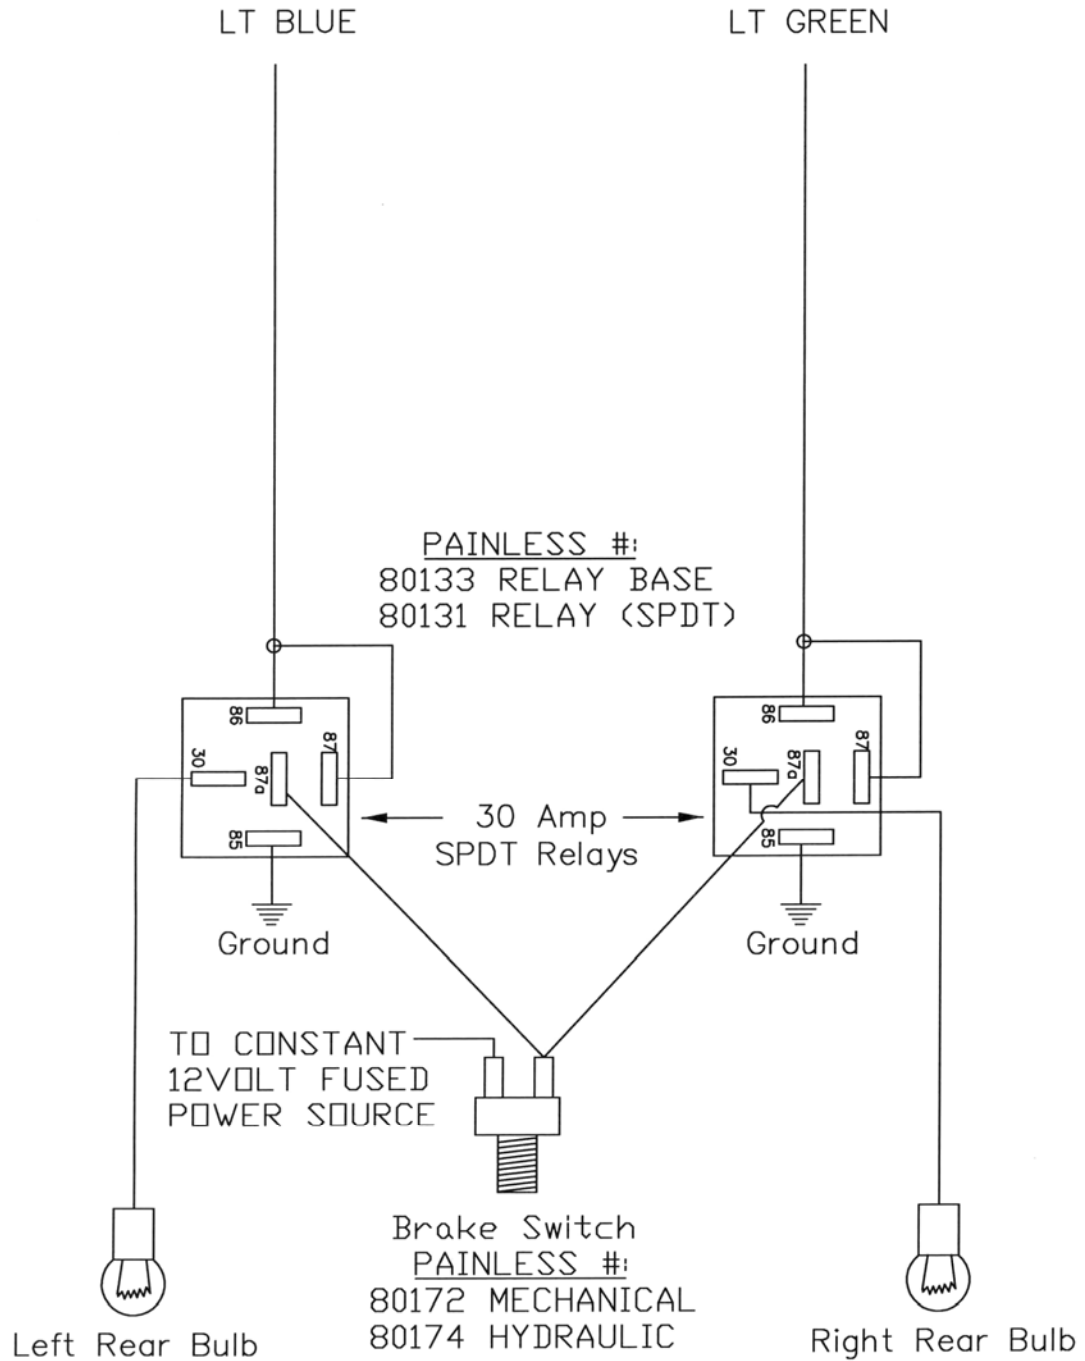 LT BLUE
LT GREEN
PAINLESS #:
80133 RELAY BASE
80131 RELAY (SPDT)
86
87
30
87a
85
86
87
30
87a
85
30 Amp
SPDT Relays
Ground
Ground
TO CONSTANT
12VOLT FUSED
POWER SOURCE
Brake Switch
PAINLESS #:
80172 MECHANICAL
80174 HYDRAULIC
Left Rear Bulb
Right Rear Bulb